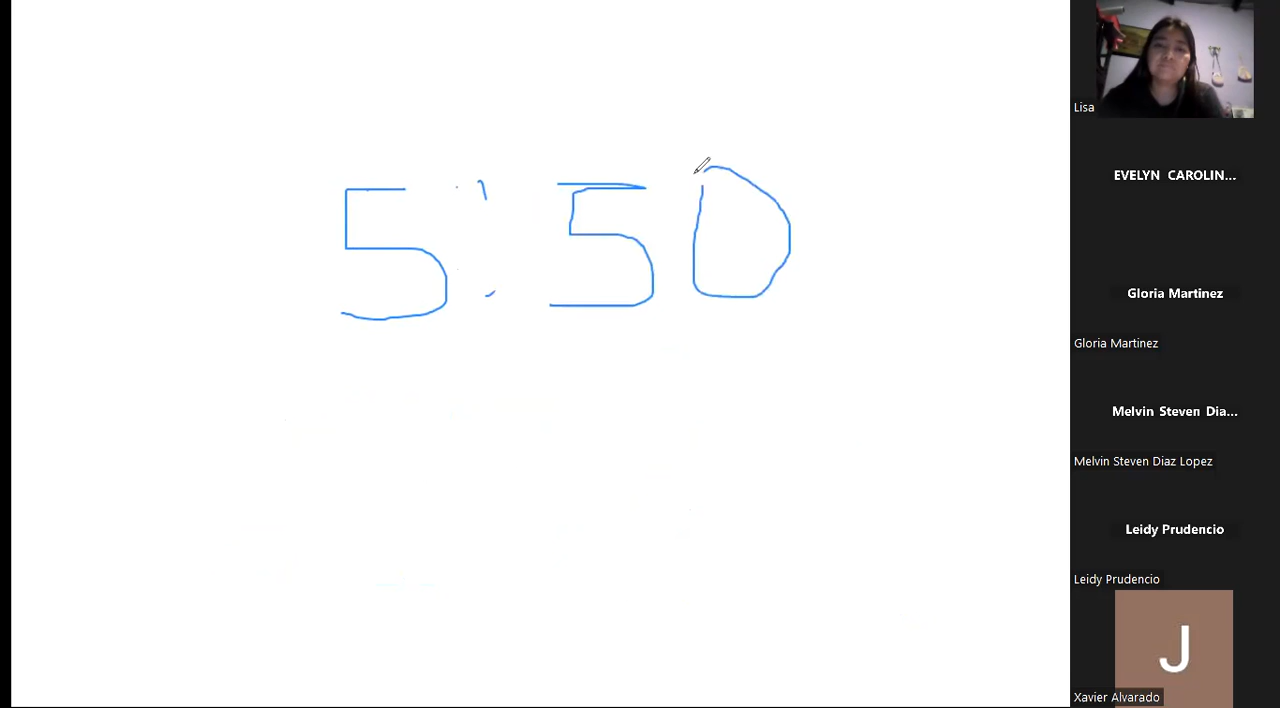 5:50
Lisa
EVELYN CAROLIN...
Gloria Martinez
Gloria Martinez
Melvin Steven Dia...
Melvin Steven Diaz Lopez
Leidy Prudencio
Leidy Prudencio
J
Xavier Alvarado